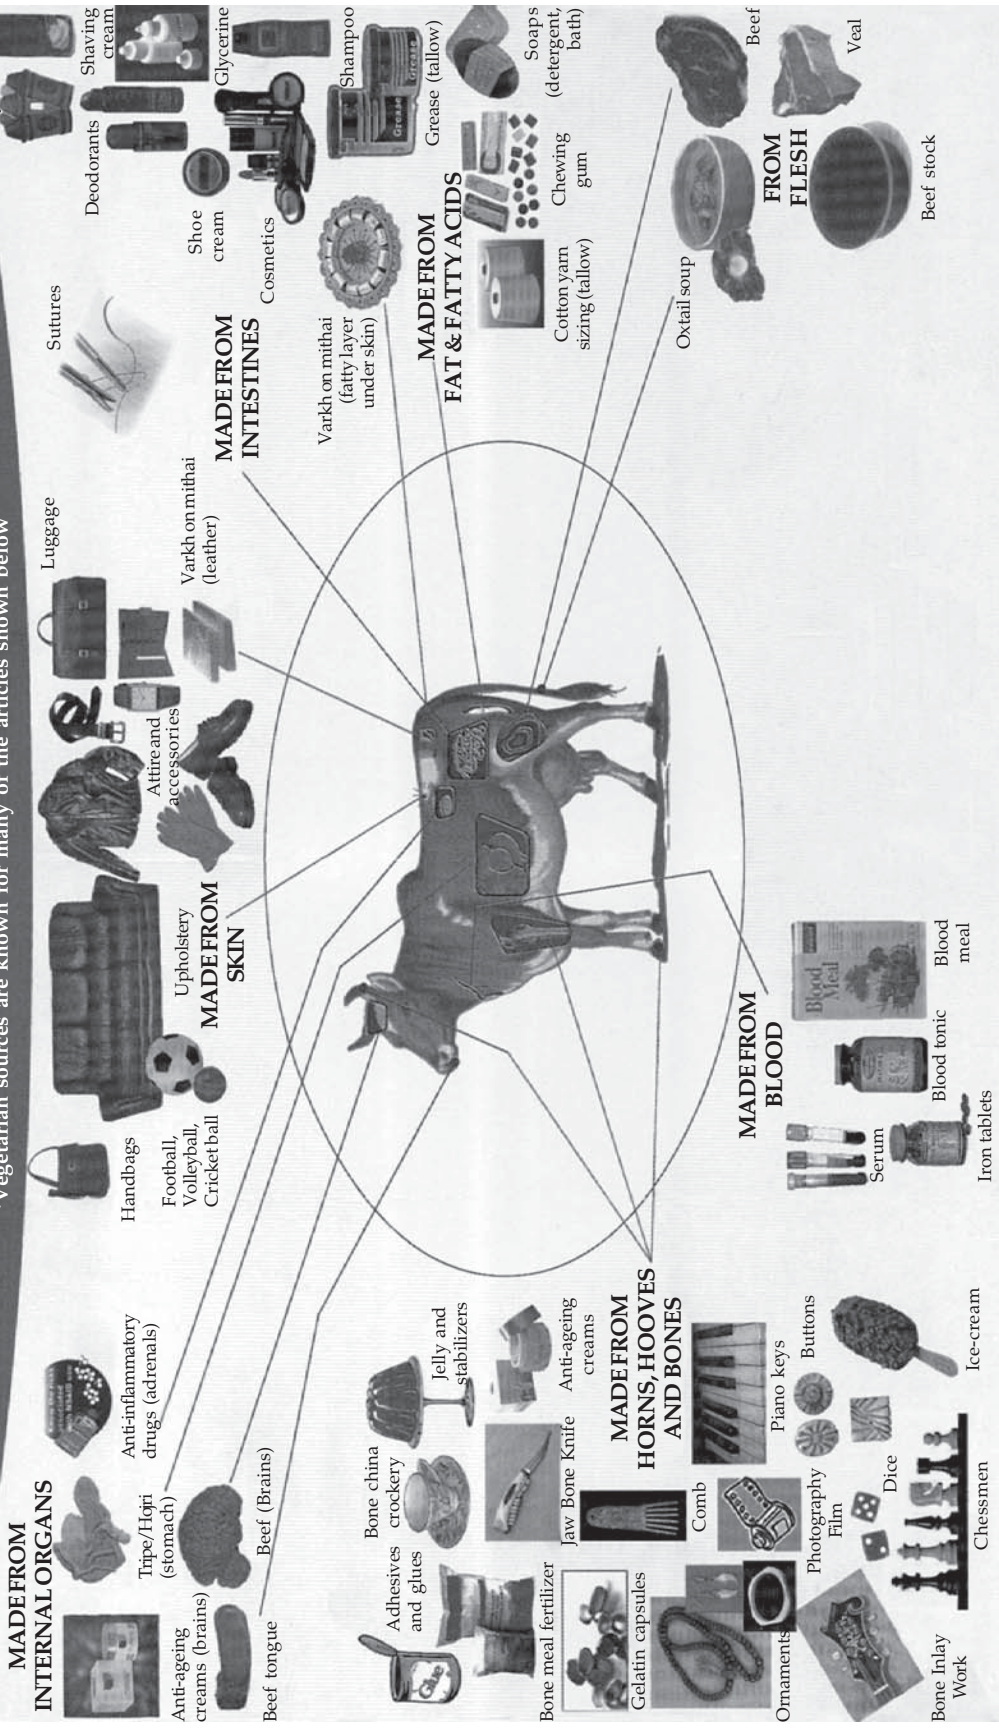 Vegetarian sources are known for many of the articles shown below
MADE FROM
INTERNAL ORGANS
Anti-ageing
creams (brains)
Tripe/Hojri
(stomach)
Anti-inflammatory
drugs (adrenals)
Beef tongue
Beef (Brains)
Handbags
Football,
Volleyball,
Cricket ball
Upholstery
MADE FROM
SKIN
Attire and
accessories
Luggage
Varkh on mithai
(leather)
Sutures
MADE FROM
INTESTINES
Varkh on mithai
(fatty layer
under skin)
Deodorants
Shaving
cream
Shoe
cream
Glycerine
Cosmetics
Shampoo
Grease
Grease
Grease (tallow)
MADE FROM
FAT & FATTY ACIDS
Soaps
(detergent,
bath)
Chewing
gum
Cotton yarn
sizing (tallow)
Beef
Veal
FROM
FLESH
Oxtail soup
Beef stock
MADE FROM
BLOOD
Blood
Meal
Blood
meal
Blood tonic
Serum
Iron tablets
MADE FROM
HORNS, HOOVES
AND BONES
Adhesives
and glues
Glue
Bone china
crockery
Jelly and
stabilizers
Bone meal fertilizer
Jaw Bone Knife
Anti-ageing
creams
Gelatin capsules
Comb
Piano keys
Buttons
Ornaments
Photography
Film
Dice
Bone Inlay
Work
Chessmen
Ice-cream